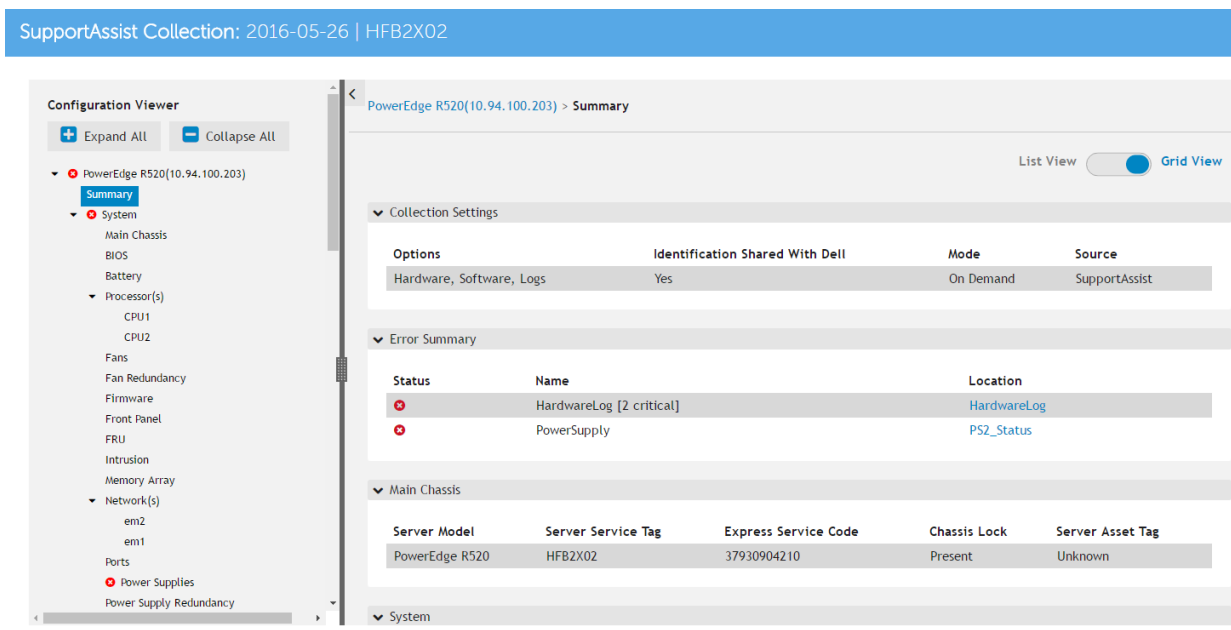 SupportAssist Collection: 2016-05-26 | HFB2X02
Configuration Viewer
Expand All Collapse All
PowerEdge R520(10.94.100.203)
Summary
System
Main Chassis
BIOS
Battery
Processor(s)
CPU1
CPU2
Fans
Fan Redundancy
Firmware
Front Panel
FRU
Intrusion
Memory Array
Network(s)
em2
em1
Ports
Power Supplies
Power Supply Redundancy
PowerEdge R520(10.94.100.203) > Summary
List View Grid View
Collection Settings
Options Identification Shared With Dell Mode Source
Hardware, Software, Logs Yes On Demand SupportAssist
Error Summary
Status Name Location
HardwareLog [2 critical] HardwareLog
PowerSupply PS2_Status
Main Chassis
Server Model Server Service Tag Express Service Code Chassis Lock Server Asset Tag
PowerEdge R520 HFB2X02 37930904210 Present Unknown
System